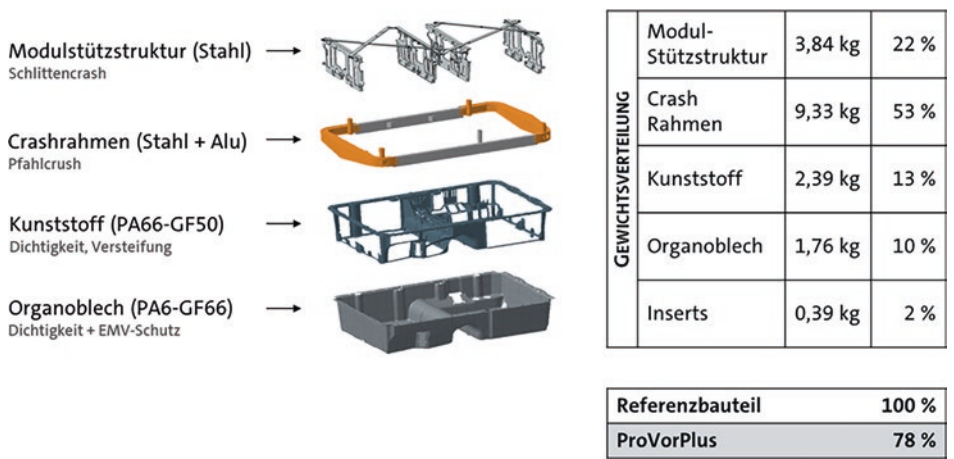 Modulstützstruktur (Stahl)
Schlittencrash
Crashrahmen (Stahl + Alu)
Pfahlcrush
Kunststoff (PA66-GF50)
Dichtigkeit, Versteifung
Organoblech (PA6-GF66)
Dichtigkeit + EMV-Schutz
GEWICHTSVERTEILUNG
Modul-
Stützstruktur 3,84 kg 22 %
Crash
Rahmen 9,33 kg 53 %
Kunststoff 2,39 kg 13 %
Organoblech 1,76 kg 10 %
Inserts 0,39 kg 2 %
Referenzbauteil 100 %
ProVorPlus 78 %